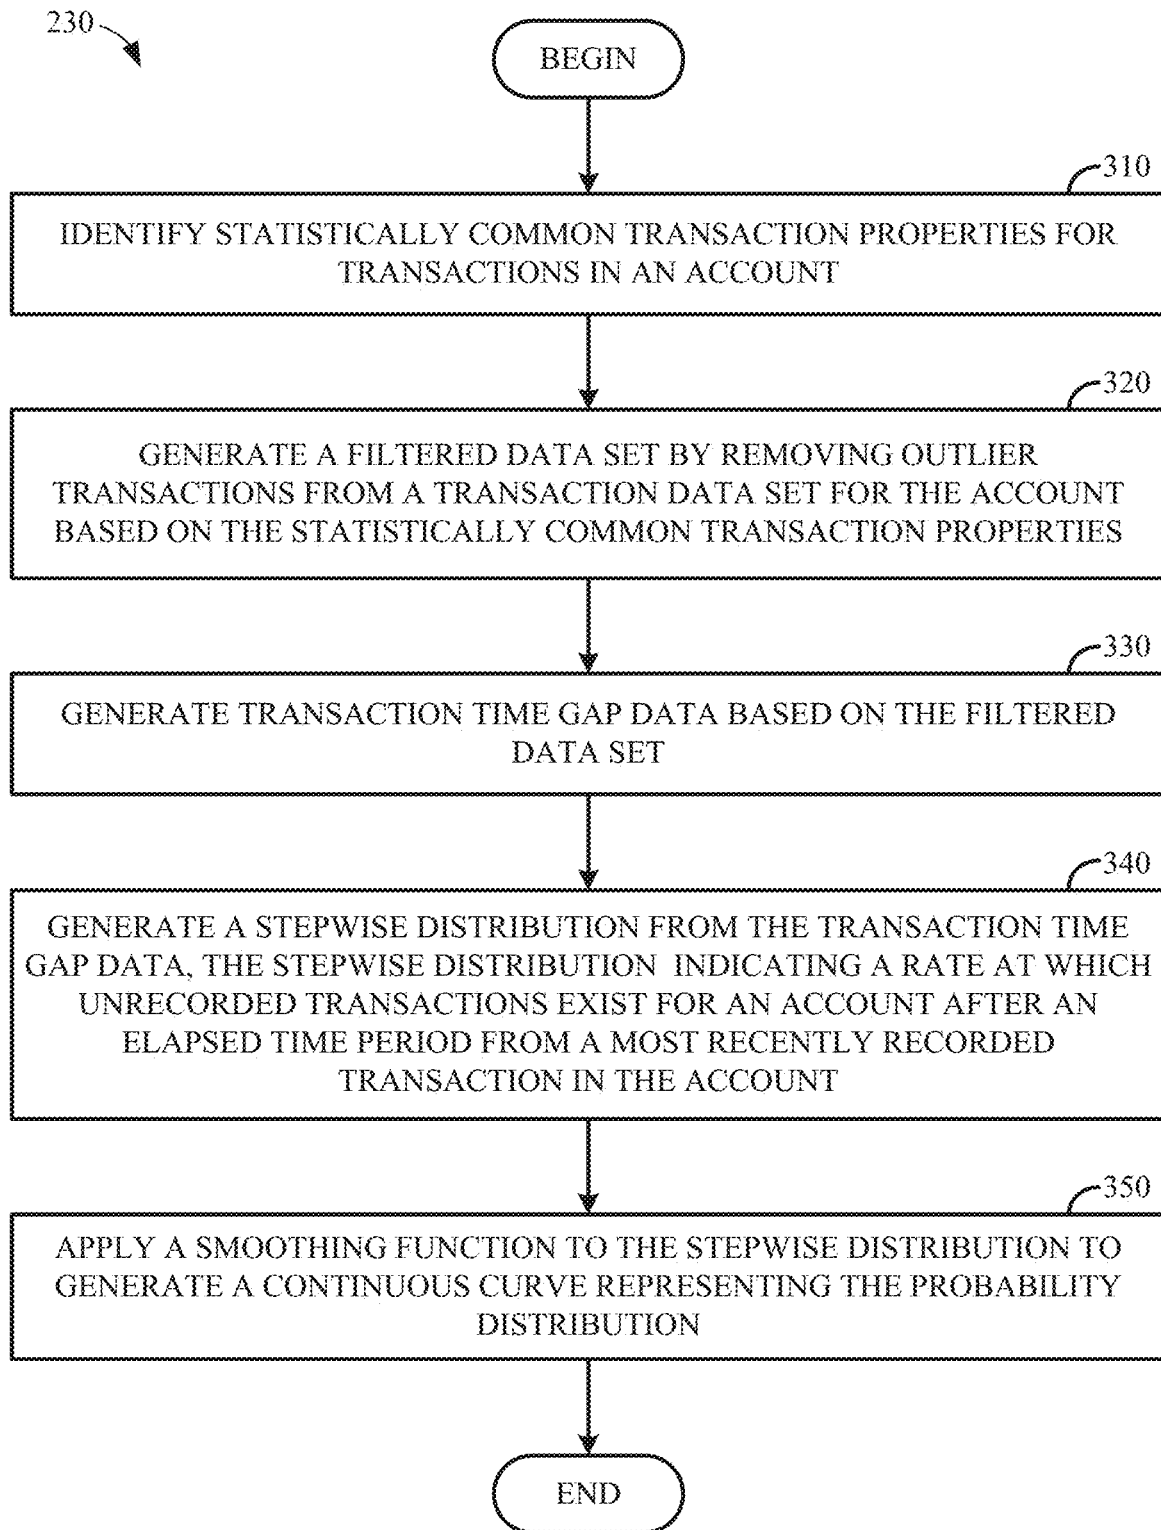 230
BEGIN
310
IDENTIFY STATISTICALLY COMMON TRANSACTION PROPERTIES FOR
TRANSACTIONS IN AN ACCOUNT
320
GENERATE A FILTERED DATA SET BY REMOVING OUTLIER
TRANSACTIONS FROM A TRANSACTION DATA SET FOR THE ACCOUNT
BASED ON THE STATISTICALLY COMMON TRANSACTION PROPERTIES
330
GENERATE TRANSACTION TIME GAP DATA BASED ON THE FILTERED
DATA SET
340
GENERATE A STEPWISE DISTRIBUTION FROM THE TRANSACTION TIME
GAP DATA, THE STEPWISE DISTRIBUTION INDICATING A RATE AT WHICH
UNRECORDED TRANSACTIONS EXIST FOR AN ACCOUNT AFTER AN
ELAPSED TIME PERIOD FROM A MOST RECENTLY RECORDED
TRANSACTION IN THE ACCOUNT
350
APPLY A SMOOTHING FUNCTION TO THE STEPWISE DISTRIBUTION TO
GENERATE A CONTINUOUS CURVE REPRESENTING THE PROBABILITY
DISTRIBUTION
END